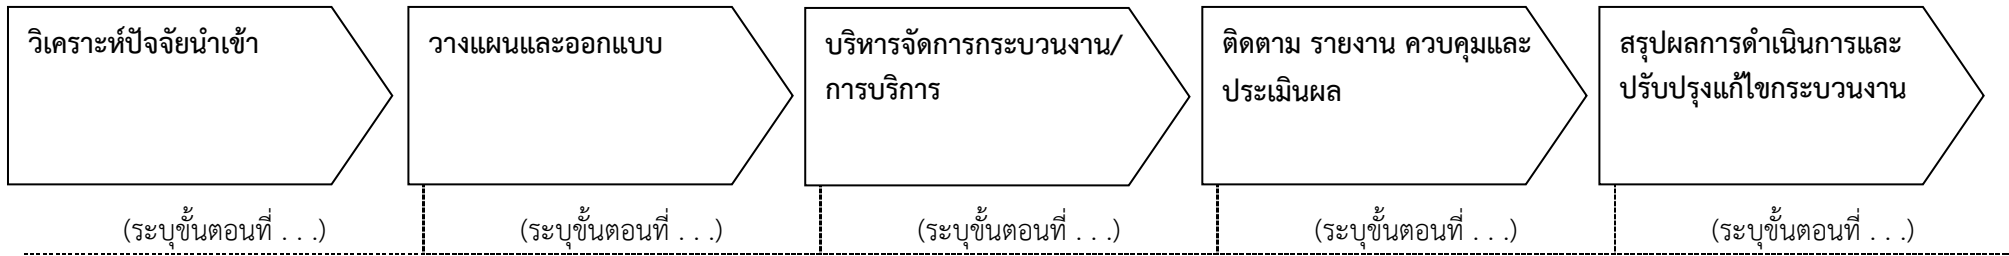 วิเคราะห์ปัจจัยนำเข้า
วางแผนและออกแบบ
บริหารจัดการกระบวนงาน/
การบริการ
ติดตาม รายงาน ควบคุมและ
ประเมินผล
สรุปผลการดำเนินการและ
ปรับปรุงแก้ไขกระบวนงาน
(ระบุขั้นตอนที่ . . .)
(ระบุขั้นตอนที่ . . .)
(ระบุขั้นตอนที่ . . .)
(ระบุขั้นตอนที่ . . .)
(ระบุขั้นตอนที่ . . .)